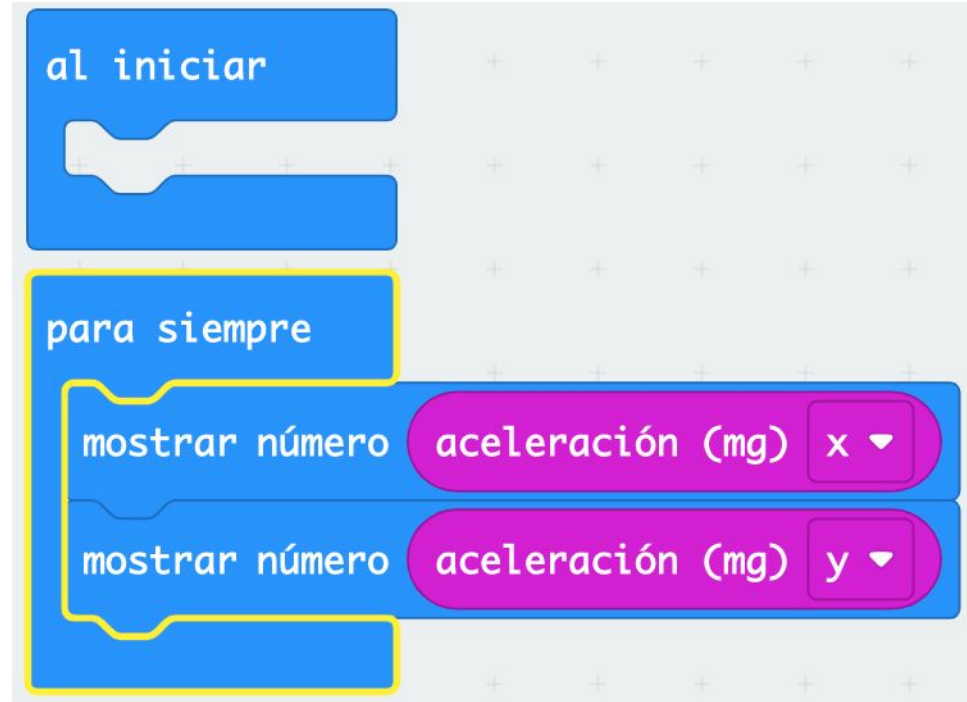 al iniciar
para siempre
mostrar número aceleración (mg) x
mostrar número aceleración (mg) y